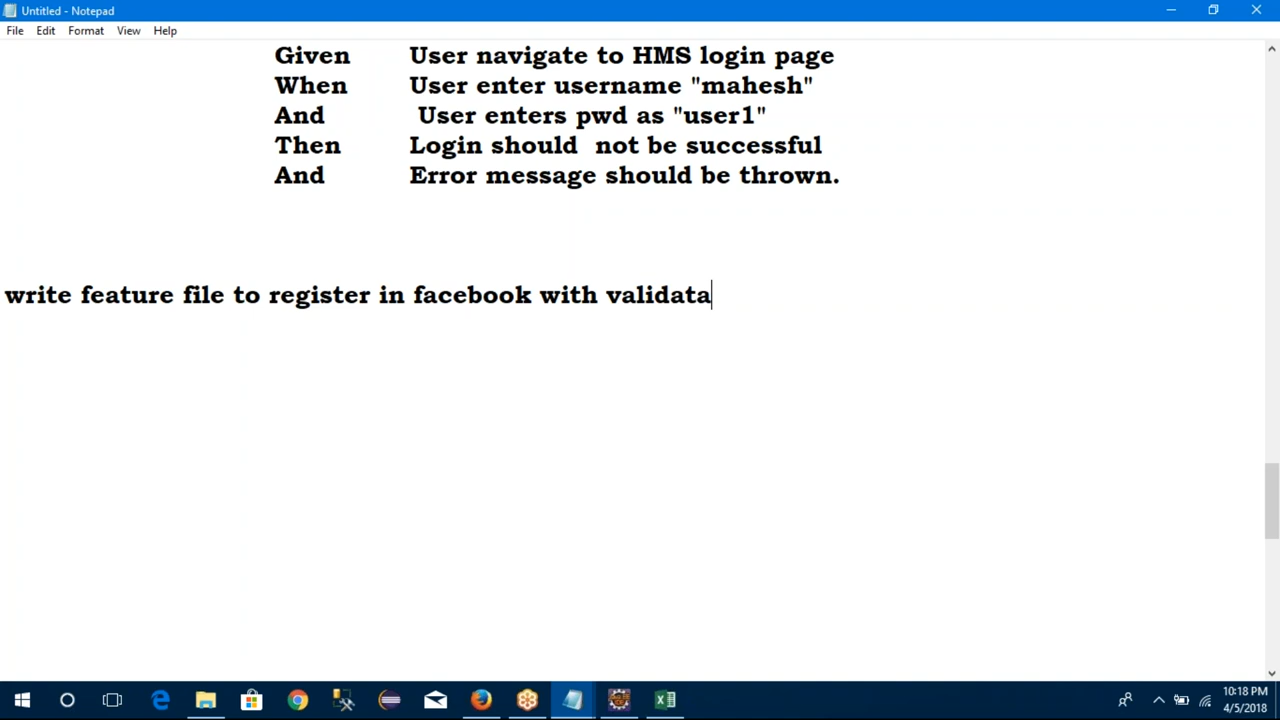 Untitled - Notepad
File Edit Format View Help
Given User navigate to HMS login page
When User enter username "mahesh"
And User enters pwd as "user1"
Then Login should  not be successful
And Error message should be thrown.
write feature file to register in facebook with validata
10:18 PM
4/5/2018